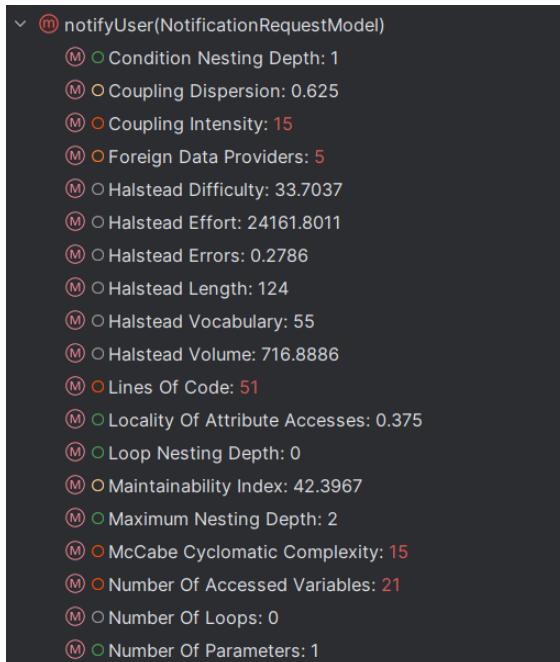 notifyUser(NotificationRequestModel)
Condition Nesting Depth: 1
Coupling Dispersion: 0.625
Coupling Intensity: 15
Foreign Data Providers: 5
Halstead Difficulty: 33.7037
Halstead Effort: 24161.8011
Halstead Errors: 0.2786
Halstead Length: 124
Halstead Vocabulary: 55
Halstead Volume: 716.8886
Lines Of Code: 51
Locality Of Attribute Accesses: 0.375
Loop Nesting Depth: 0
Maintainability Index: 42.3967
Maximum Nesting Depth: 2
McCabe Cyclomatic Complexity: 15
Number Of Accessed Variables: 21
Number Of Loops: 0
Number Of Parameters: 1